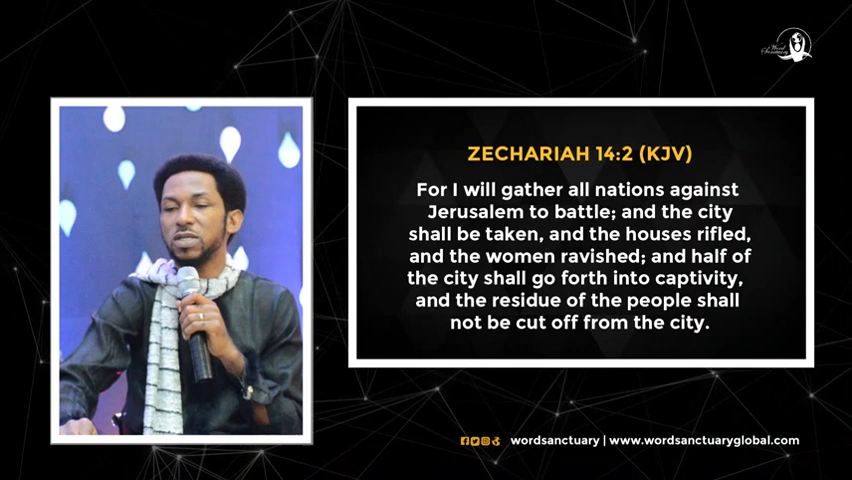 Word
Sanctuary
ZECHARIAH 14:2 (KJV)
For I will gather all nations against
Jerusalem to battle; and the city
shall be taken, and the houses rifled,
and the women ravished; and half of
the city shall go forth into captivity,
and the residue of the people shall
not be cut off from the city.
wordsanctuary | www.wordsanctuaryglobal.com